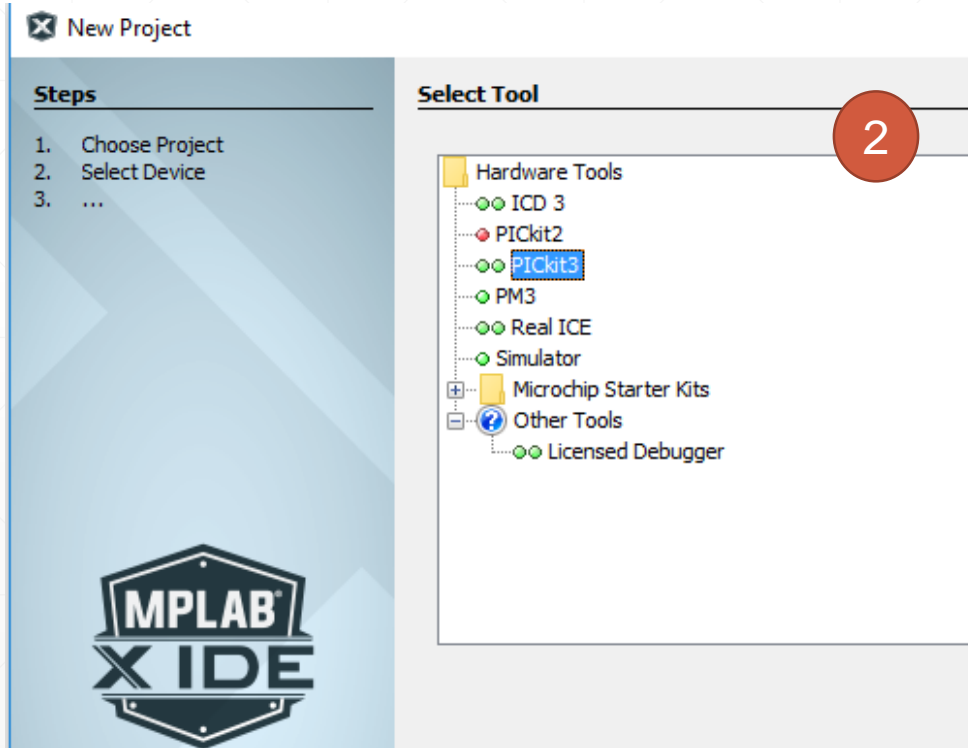 New Project
Steps
1. Choose Project
2. Select Device
3. ...
Select Tool
2
Hardware Tools
ICD 3
PICkit2
PICkit3
PM3
Real ICE
Simulator
Microchip Starter Kits
Other Tools
Licensed Debugger
MPLAB®
X IDE